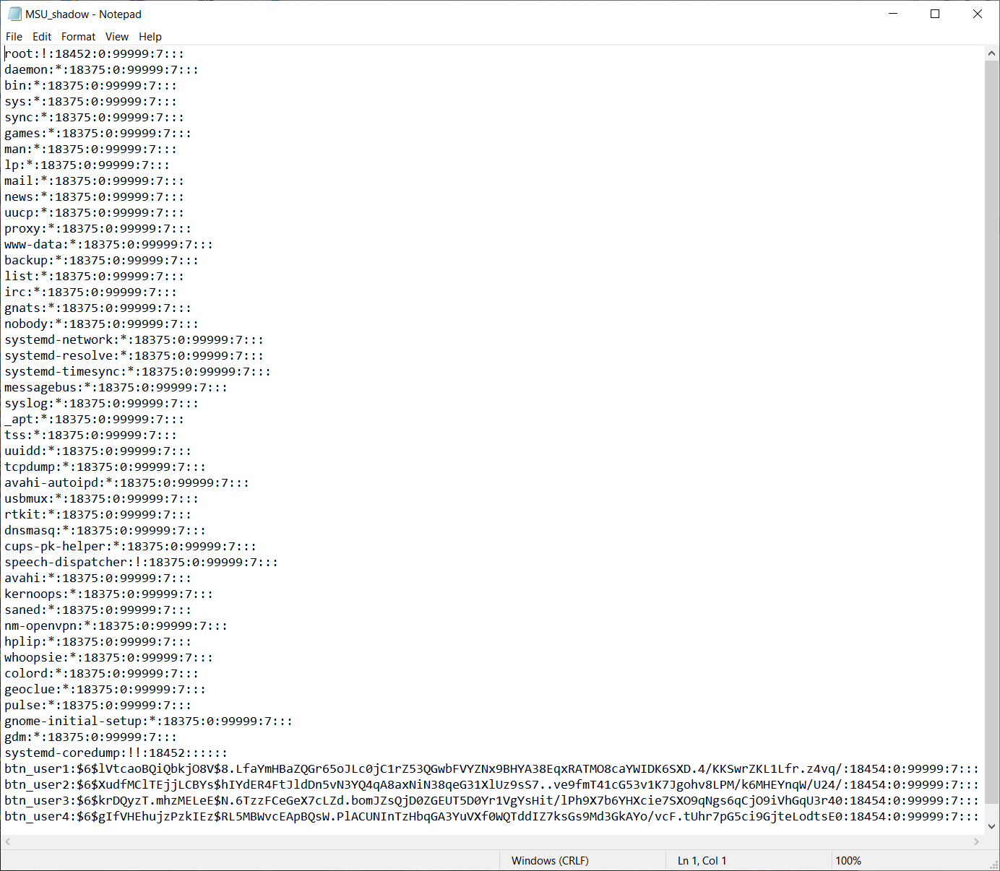 MSU_shadow - Notepad
File Edit Format View Help
root:!:18452:0:99999:7:::
daemon:*:18375:0:99999:7:::
bin:*:18375:0:99999:7:::
sys:*:18375:0:99999:7:::
sync:*:18375:0:99999:7:::
games:*:18375:0:99999:7:::
man:*:18375:0:99999:7:::
lp:*:18375:0:99999:7:::
mail:*:18375:0:99999:7:::
news:*:18375:0:99999:7:::
uucp:*:18375:0:99999:7:::
proxy:*:18375:0:99999:7:::
www-data:*:18375:0:99999:7:::
backup:*:18375:0:99999:7:::
list:*:18375:0:99999:7:::
irc:*:18375:0:99999:7:::
gnats:*:18375:0:99999:7:::
nobody:*:18375:0:99999:7:::
systemd-network:*:18375:0:99999:7:::
systemd-resolve:*:18375:0:99999:7:::
systemd-timesync:*:18375:0:99999:7:::
messagebus:*:18375:0:99999:7:::
syslog:*:18375:0:99999:7:::
_apt:*:18375:0:99999:7:::
tss:*:18375:0:99999:7:::
uuidd:*:18375:0:99999:7:::
tcpdump:*:18375:0:99999:7:::
avahi-autoipd:*:18375:0:99999:7:::
usbmux:*:18375:0:99999:7:::
rtkit:*:18375:0:99999:7:::
dnsmasq:*:18375:0:99999:7:::
cups-pk-helper:*:18375:0:99999:7:::
speech-dispatcher:!:18375:0:99999:7:::
avahi:*:18375:0:99999:7:::
kernoops:*:18375:0:99999:7:::
saned:*:18375:0:99999:7:::
nm-openvpn:*:18375:0:99999:7:::
hplip:*:18375:0:99999:7:::
whoopsie:*:18375:0:99999:7:::
colord:*:18375:0:99999:7:::
geoclue:*:18375:0:99999:7:::
pulse:*:18375:0:99999:7:::
gnome-initial-setup:*:18375:0:99999:7:::
gdm:*:18375:0:99999:7:::
systemd-coredump:!!:18452::::::
btn_user1:$6$lVtcaoBQiQbkjO8V$8.LfaYmHBaZQGr65oJLc0jC1rZ53QGwbFVYZNx9BHYA38EqxRATMO8caYWIDK6SXD.4/KKSwrZKL1Lfr.z4vq/:18454:0:99999:7:::
btn_user2:$6$XudfMClTEjjLCBYs$hIYdER4FtJldDn5vN3YQ4qA8axNiN38qeG31XlUz9sS7..ve9fmT41cG53v1K7Jgohv8LPM/k6MHEYnqW/U24/:18454:0:99999:7:::
btn_user3:$6$krDQyzT.mhzMELeE$N.6TzzFCeGeX7cLZd.bomJZsQjD0ZGEUT5D0Yr1VgYsHit/lPh9X7b6YHXcie7SXO9qNgs6qCjO9iVhGqU3r40:18454:0:99999:7:::
btn_user4:$6$gIfVHEhujzPzkIEz$RL5MBWvcEApBQsW.PlACUNInTzHbqGA3YuVXf0WQTddIZ7ksGs9Md3GkAYo/vcF.tUhr7pG5ci9GjteLodtsE0:18454:0:99999:7:::
Windows (CRLF) Ln 1, Col 1 100%